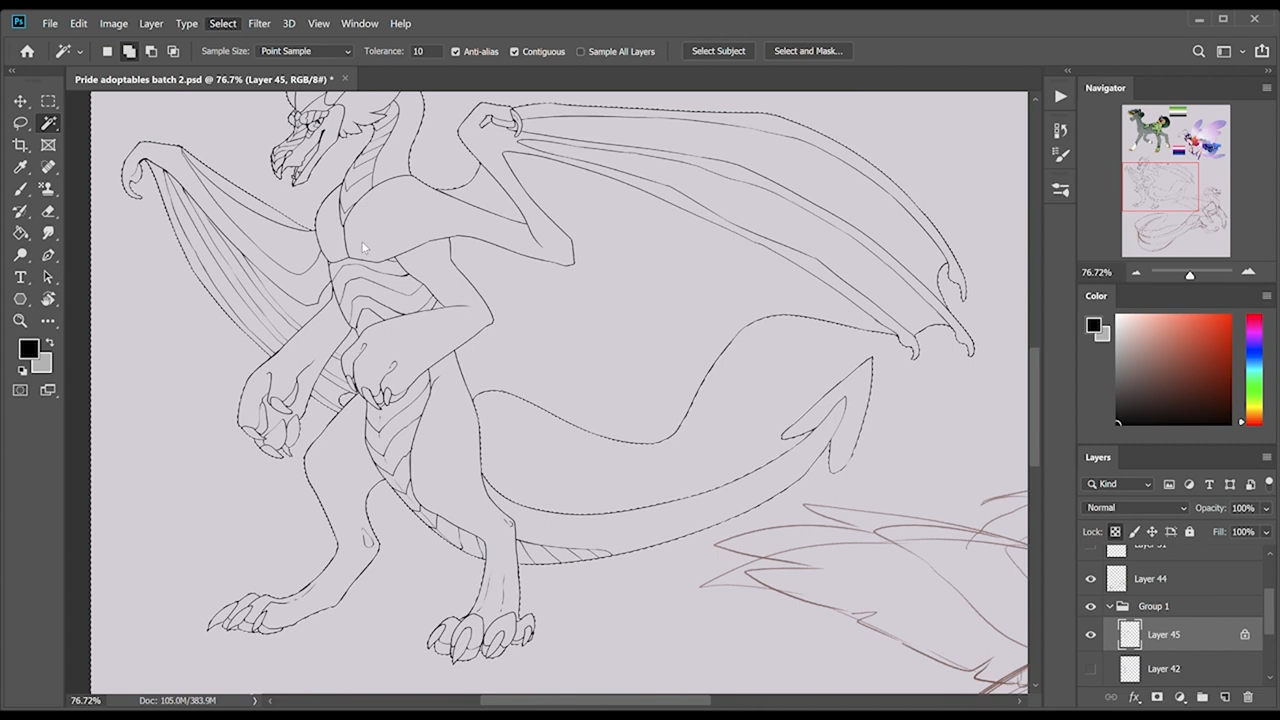 Ps File Edit Image Layer Type Select Filter 3D View Window Help
Sample Size: Point Sample Tolerance: 10 Anti-alias Contiguous Sample All Layers Select Subject Select and Mask...
Pride adoptables batch 2.psd @ 76.7% (Layer 45, RGB/8#) *
Navigator
76.72%
Color
Layers
Kind
Normal Opacity: 100%
Lock: Fill: 100%
Layer 44
Group 1
Layer 45
Layer 42
76.72% Doc: 105.0M/383.9M